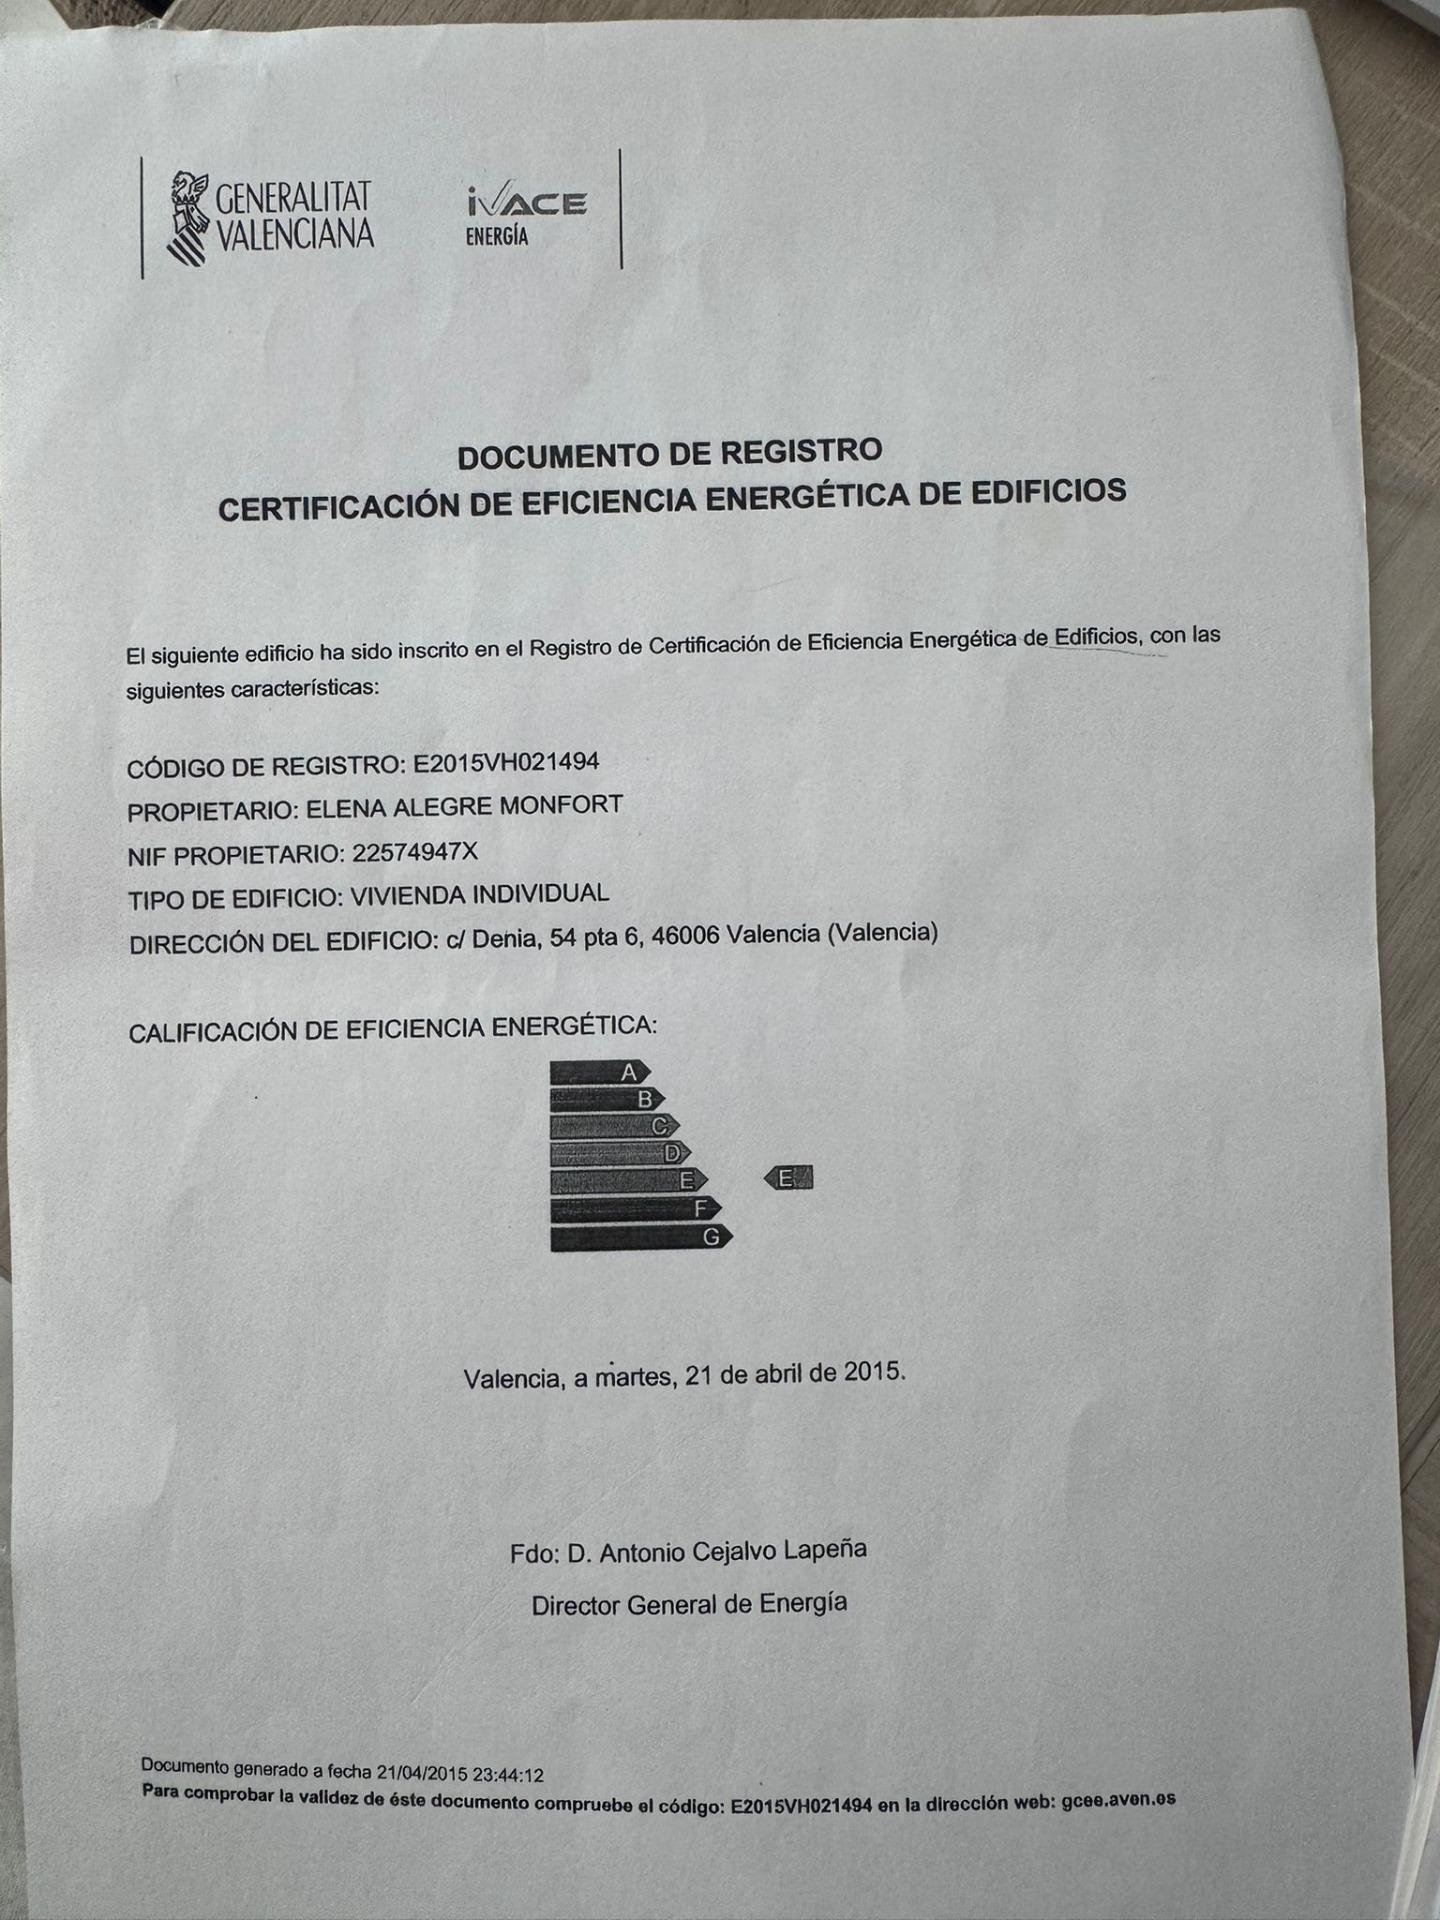 GENERALITAT
VALENCIANA
iVACE
ENERGÍA
DOCUMENTO DE REGISTRO
CERTIFICACIÓN DE EFICIENCIA ENERGÉTICA DE EDIFICIOS
El siguiente edificio ha sido inscrito en el Registro de Certificación de Eficiencia Energética de Edificios, con las
siguientes características:
CÓDIGO DE REGISTRO: E2015VH021494
PROPIETARIO: ELENA ALEGRE MONFORT
NIF PROPIETARIO: 22574947X
TIPO DE EDIFICIO: VIVIENDA INDIVIDUAL
DIRECCIÓN DEL EDIFICIO: c/ Denia, 54 pta 6, 46006 Valencia (Valencia)
CALIFICACIÓN DE EFICIENCIA ENERGÉTICA:
A
B
C
D
E E
F
G
Valencia, a martes, 21 de abril de 2015.
Fdo: D. Antonio Cejalvo Lapeña
Director General de Energía
Documento generado a fecha 21/04/2015 23:44:12
Para comprobar la validez de éste documento compruebe el código: E2015VH021494 en la dirección web: gcee.aven.es